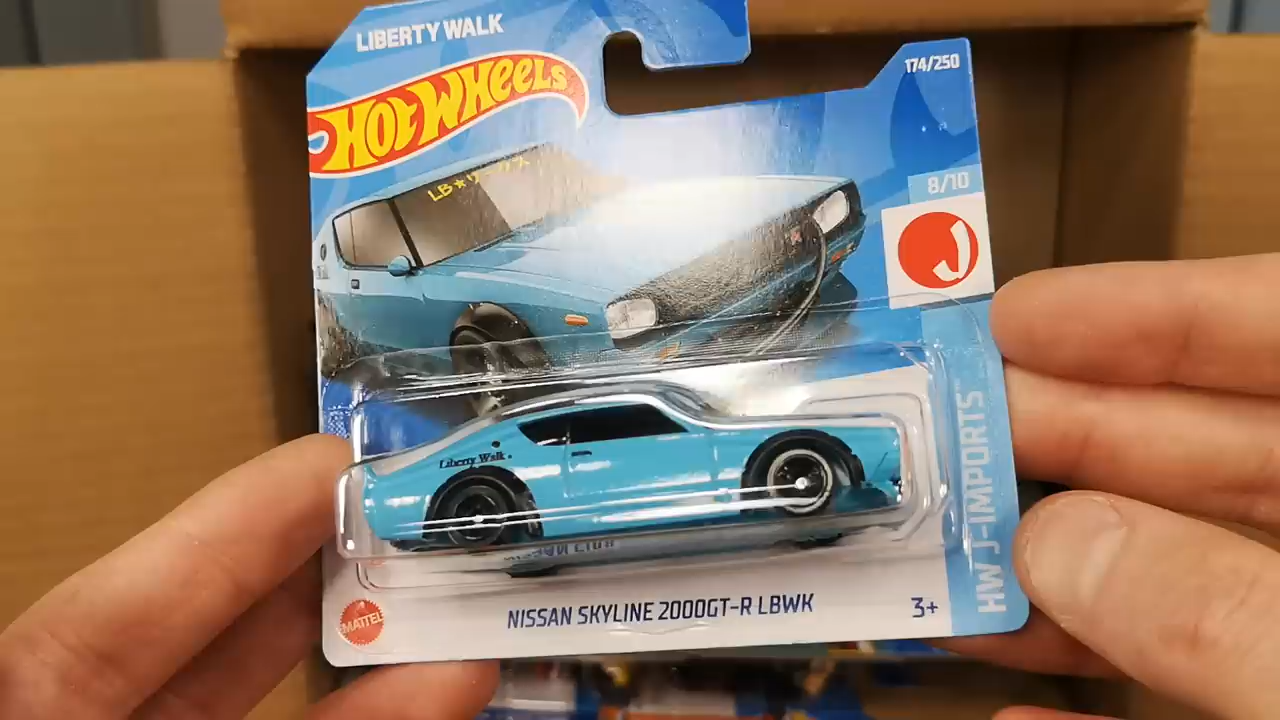 LIBERTY WALK
HOT WHEELS
174/250
8/10
J
LB★ワークス
Liberty Walk
HW J-IMPORTS
MATTEL
NISSAN SKYLINE 2000GT-R LBWK
3+